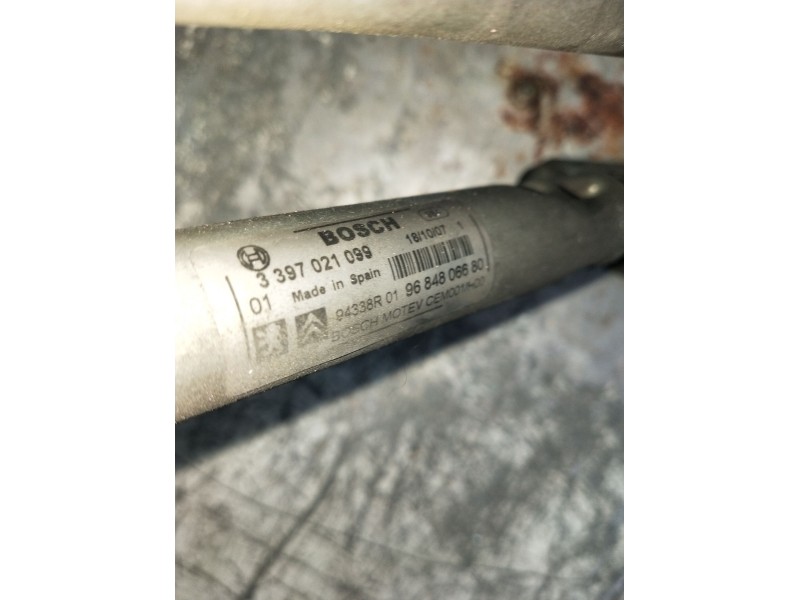 BOSCH
3 397 021 099 18/10/07 1
01 Made in Spain
94338R 01 96 848 066 80
BOSCH MOTEV